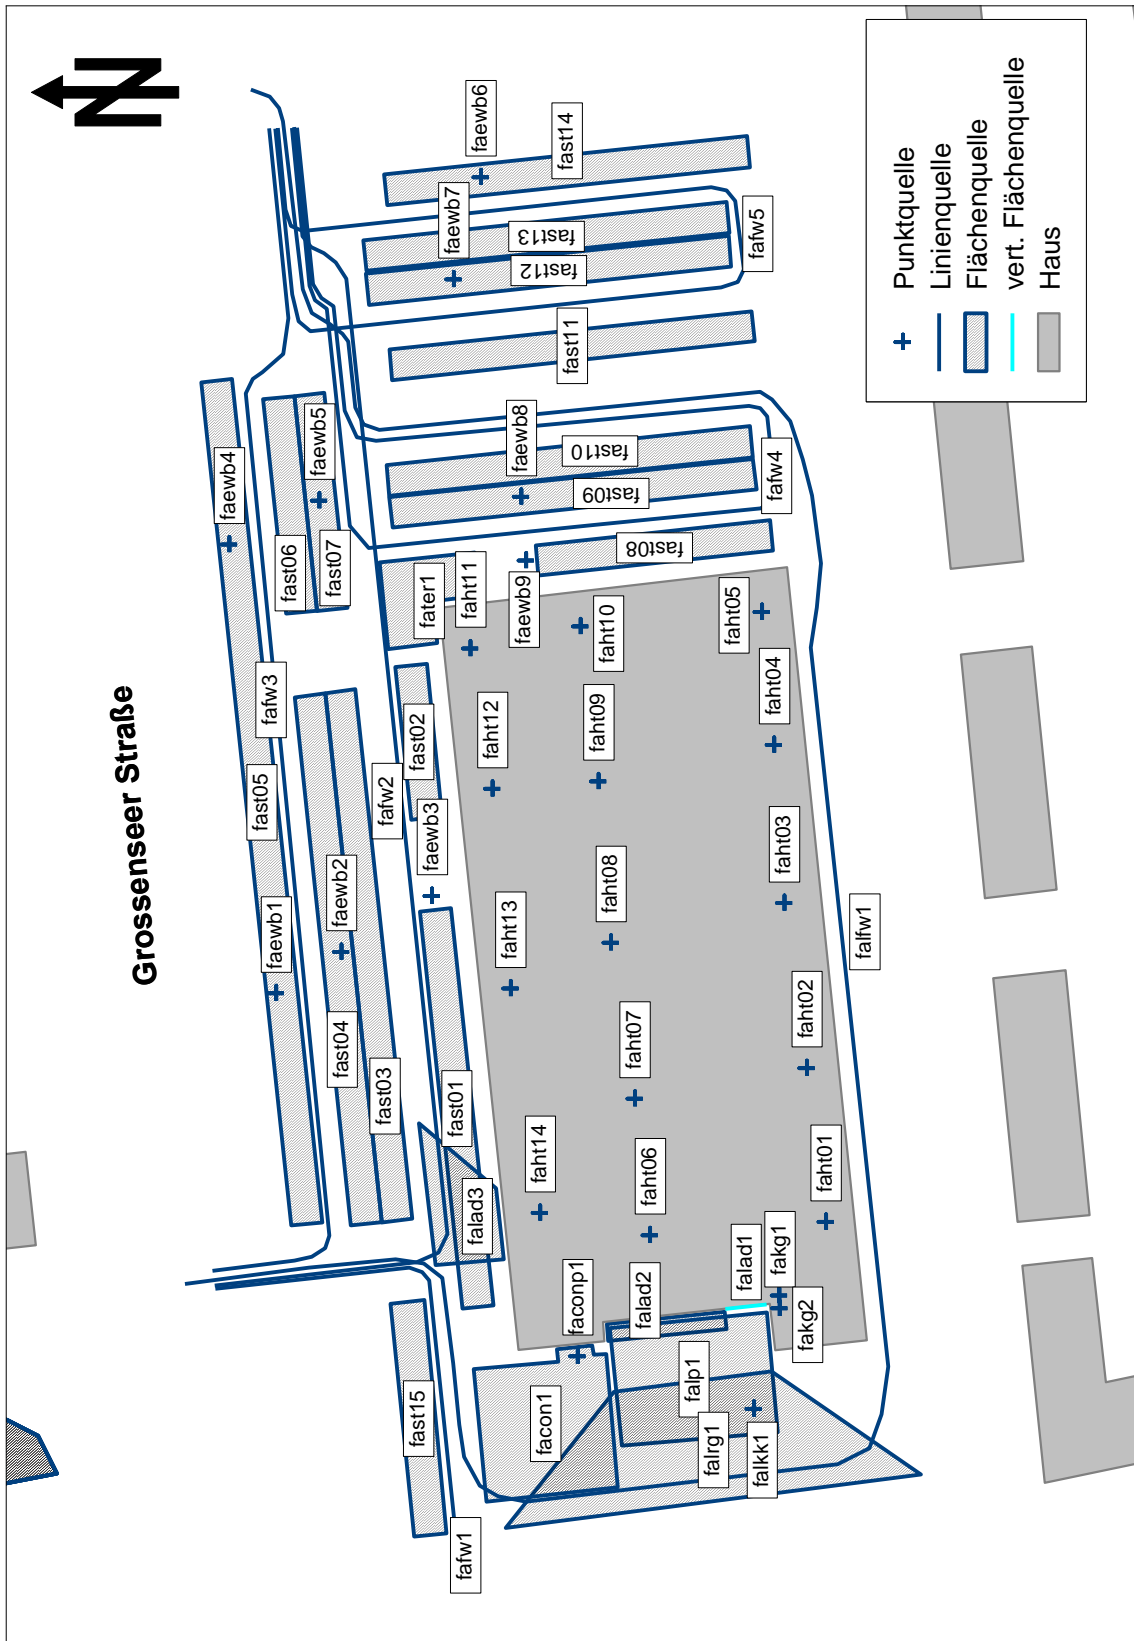 Grossenseer Straße
N
faewb4
faewb5
fast06
fast07
fafw3
fast05
faewb1
faewb2
fast04
fast03
fafw2
fast02
faewb3
fast01
falad3
fast15
fafw1
faewb6
fast14
faewb7
fast13
fast12
fafw5
fast11
faewb8
fast10
fast09
fafw4
fast08
fater1
faht11
faewb9
faht10
faht05
faht04
faht12
faht09
faht03
faht13
faht08
falfw1
faht07
faht02
faht14
faht06
faht01
falad1
fakg1
faconp1
falad2
fakg2
facon1
falp1
falrg1
falkk1
Punktquelle
Linienquelle
Flächenquelle
vert. Flächenquelle
Haus